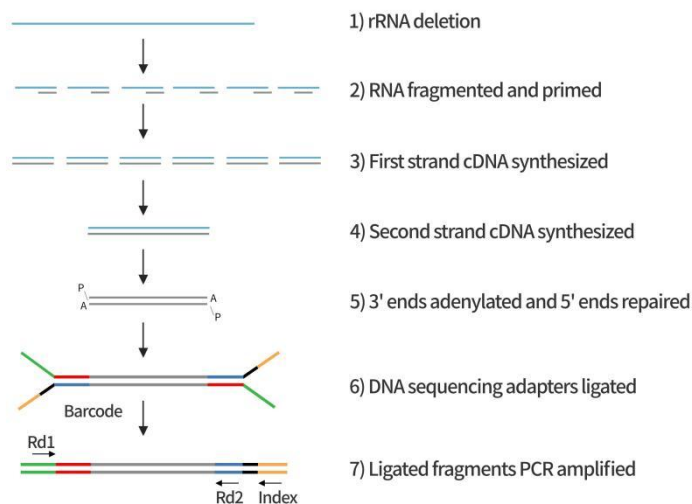 1) rRNA deletion
2) RNA fragmented and primed
3) First strand cDNA synthesized
4) Second strand cDNA synthesized
P
A
A
P
5) 3' ends adenylated and 5' ends repaired
6) DNA sequencing adapters ligated
Barcode
Rd1
7) Ligated fragments PCR amplified
Rd2 Index